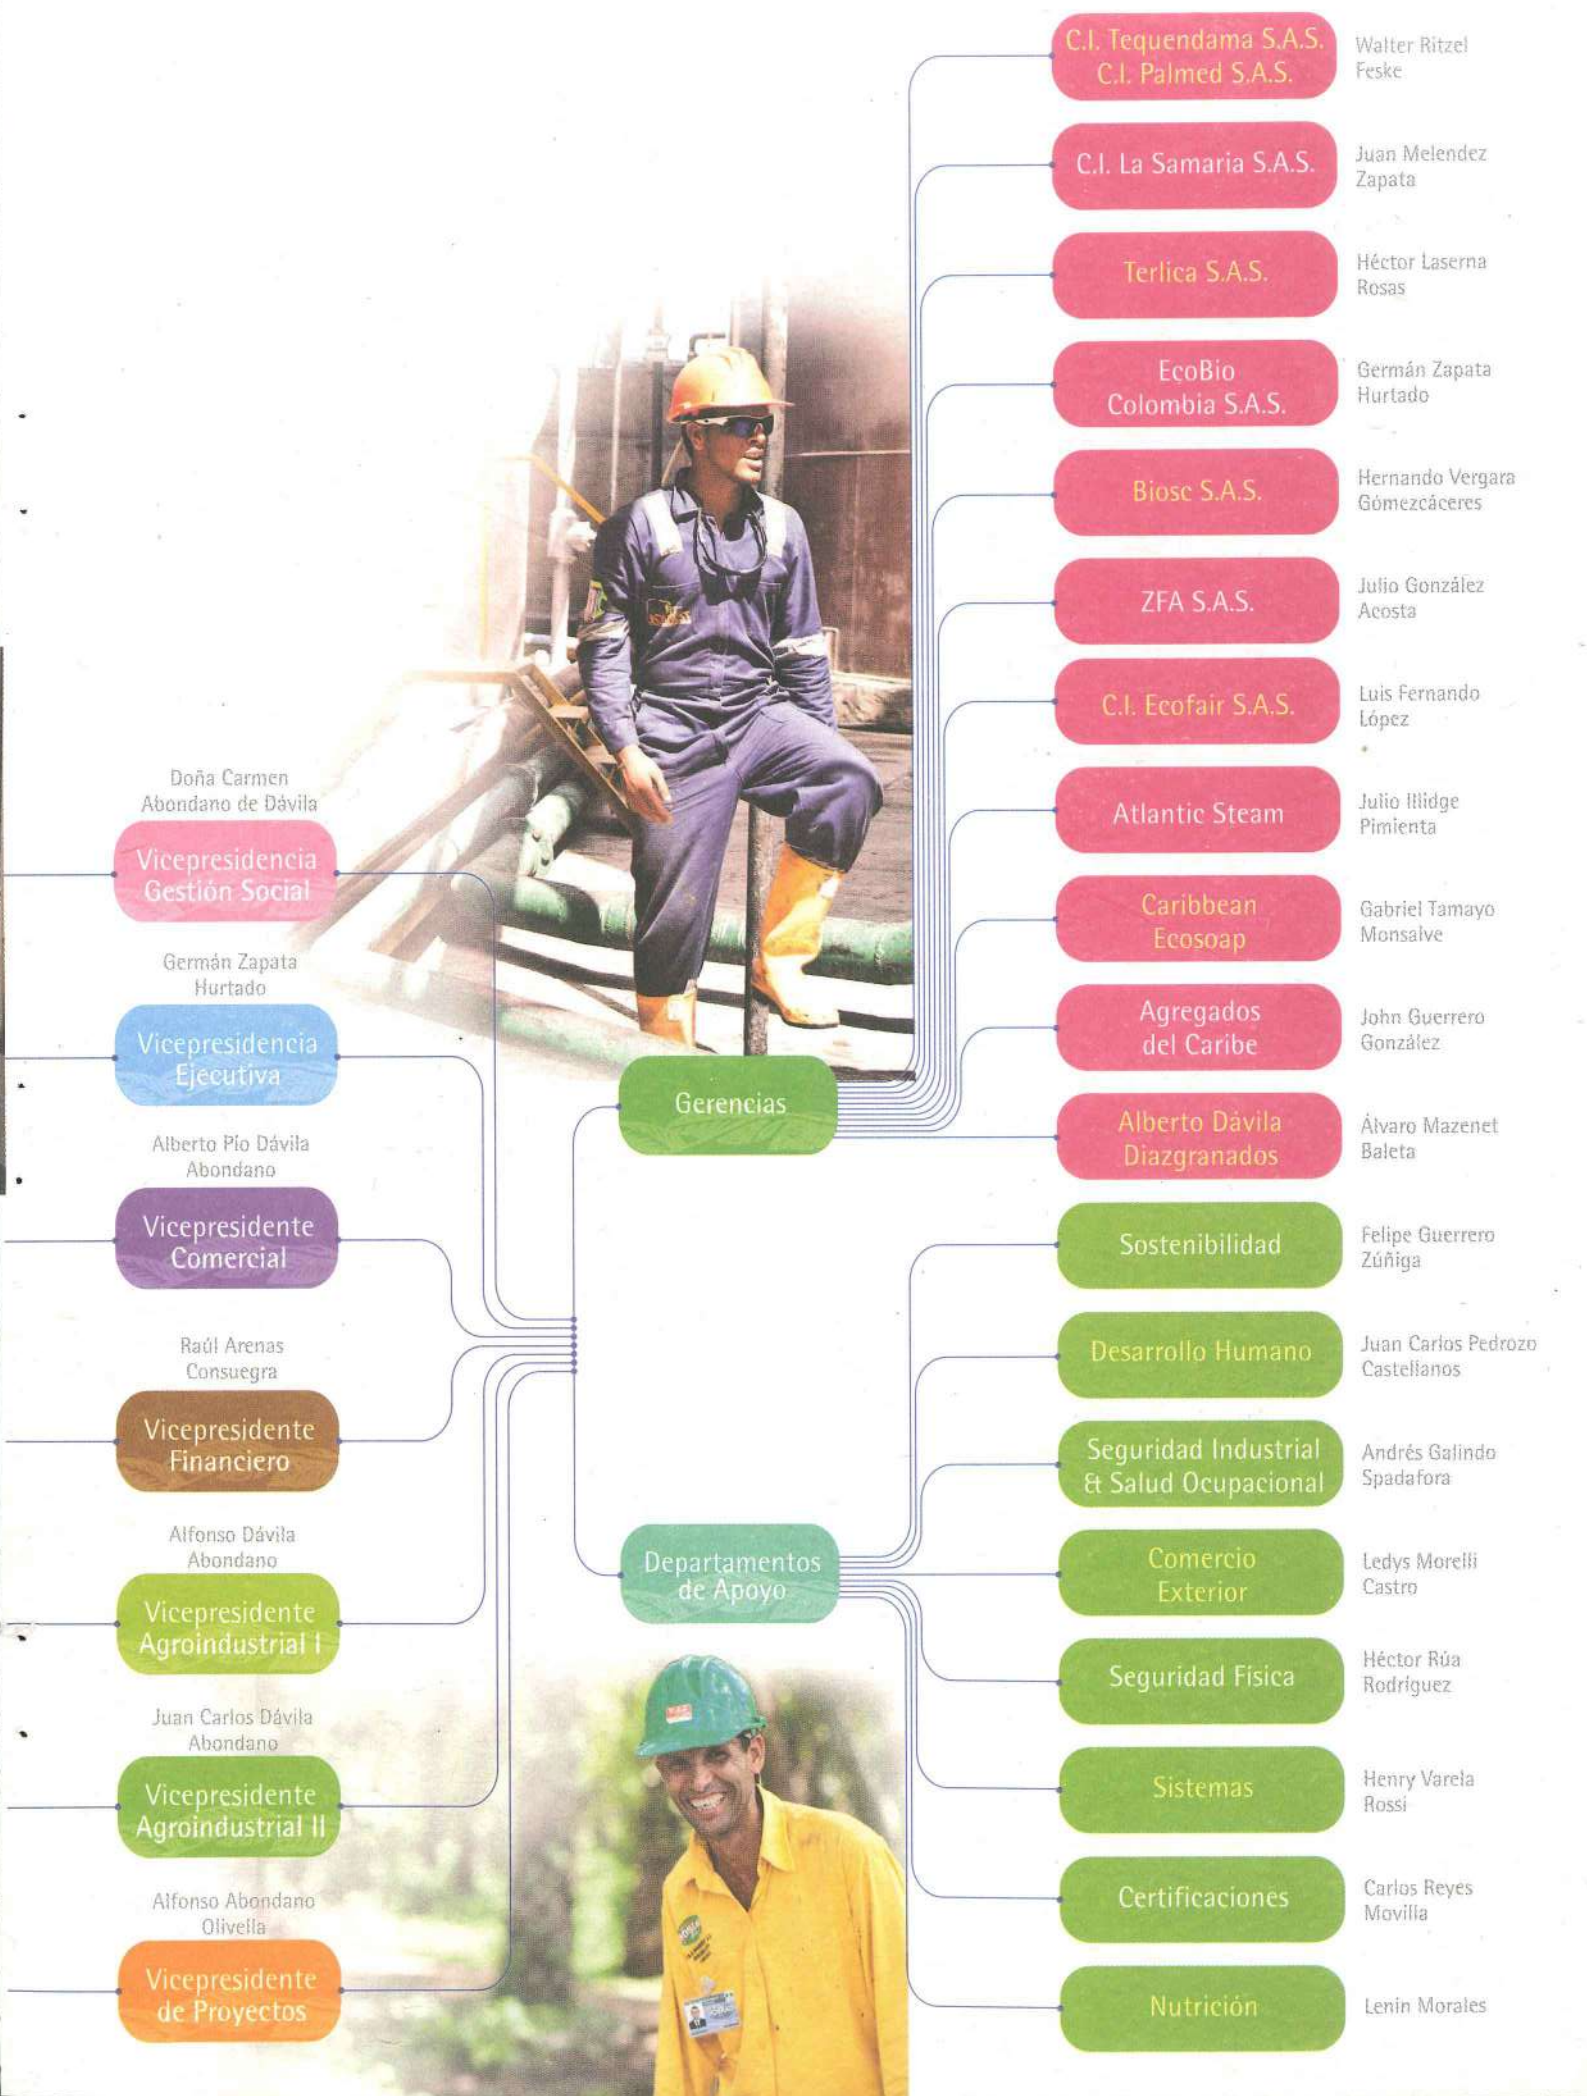 Doña Carmen
Abondano de Dávila
Vicepresidencia
Gestión Social
Germán Zapata
Hurtado
Vicepresidencia
Ejecutiva
Alberto Pío Dávila
Abondano
Vicepresidente
Comercial
Raúl Arenas
Consuegra
Vicepresidente
Financiero
Alfonso Dávila
Abondano
Vicepresidente
Agroindustrial I
Juan Carlos Dávila
Abondano
Vicepresidente
Agroindustrial II
Alfonso Abondano
Olivella
Vicepresidente
de Proyectos
Gerencias
C.I. Tequendama S.A.S.
C.I. Palmed S.A.S.
Walter Ritzel
Feske
C.I. La Samaria S.A.S.
Juan Melendez
Zapata
Terlica S.A.S.
Héctor Laserna
Rosas
EcoBio
Colombia S.A.S.
Germán Zapata
Hurtado
Biosc S.A.S.
Hernando Vergara
Gómezcáceres
ZFA S.A.S.
Julio González
Acosta
C.I. Ecofair S.A.S.
Luis Fernando
López
Atlantic Steam
Julio Illidge
Pimienta
Caribbean
Ecosoap
Gabriel Tamayo
Monsalve
Agregados
del Caribe
John Guerrero
González
Alberto Dávila
Diazgranados
Álvaro Mazenet
Baleta
Departamentos
de Apoyo
Sostenibilidad
Felipe Guerrero
Zúñiga
Desarrollo Humano
Juan Carlos Pedrozo
Castellanos
Seguridad Industrial
& Salud Ocupacional
Andrés Galindo
Spadafora
Comercio
Exterior
Ledys Morelli
Castro
Seguridad Física
Héctor Rúa
Rodríguez
Sistemas
Henry Varela
Rossi
Certificaciones
Carlos Reyes
Movilla
Nutrición
Lenin Morales